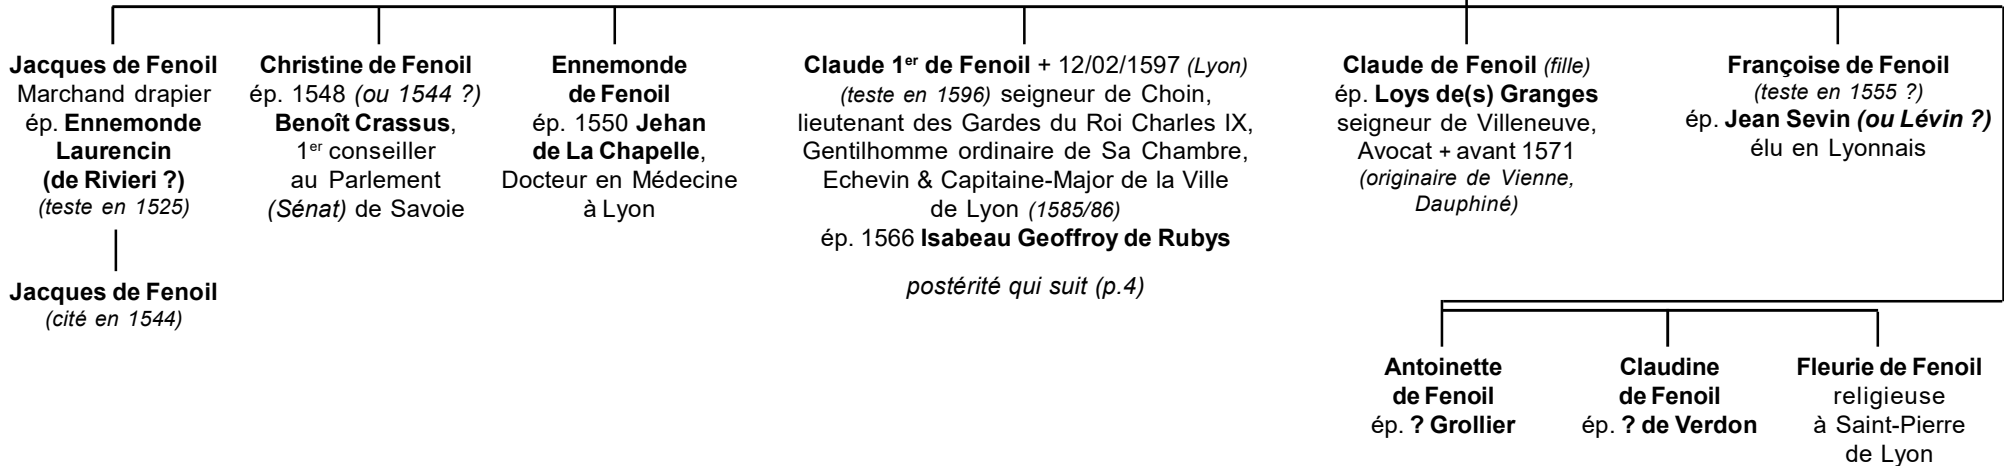 Jacques de Fenoil
Marchand drapier
ép. Ennemonde
Laurencin
(de Rivieri ?)
(teste en 1525)
Jacques de Fenoil
(cité en 1544)
Christine de Fenoil
ép. 1548 (ou 1544 ?)
Benoît Crassus,
1er conseiller
au Parlement
(Sénat) de Savoie
Ennemonde
de Fenoil
ép. 1550 Jehan
de La Chapelle,
Docteur en Médecine
à Lyon
Claude 1er de Fenoil + 12/02/1597 (Lyon)
(teste en 1596) seigneur de Choin,
lieutenant des Gardes du Roi Charles IX,
Gentilhomme ordinaire de Sa Chambre,
Echevin & Capitaine-Major de la Ville
de Lyon (1585/86)
ép. 1566 Isabeau Geoffroy de Rubys
postérité qui suit (p.4)
Claude de Fenoil (fille)
ép. Loys de(s) Granges
seigneur de Villeneuve,
Avocat + avant 1571
(originaire de Vienne,
Dauphiné)
Françoise de Fenoil
(teste en 1555 ?)
ép. Jean Sevin (ou Lévin ?)
élu en Lyonnais
Antoinette
de Fenoil
ép. ? Grollier
Claudine
de Fenoil
ép. ? de Verdon
Fleurie de Fenoil
religieuse
à Saint-Pierre
de Lyon